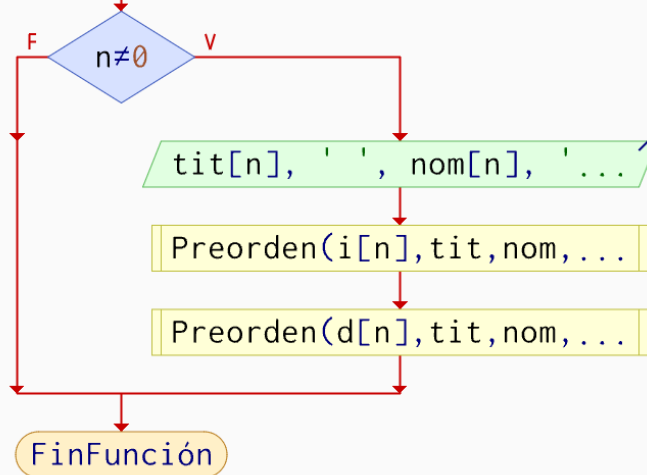 F
V
n≠0
tit[n], ' ', nom[n], '...
Preorden(i[n],tit,nom,...
Preorden(d[n],tit,nom,...
FinFunción